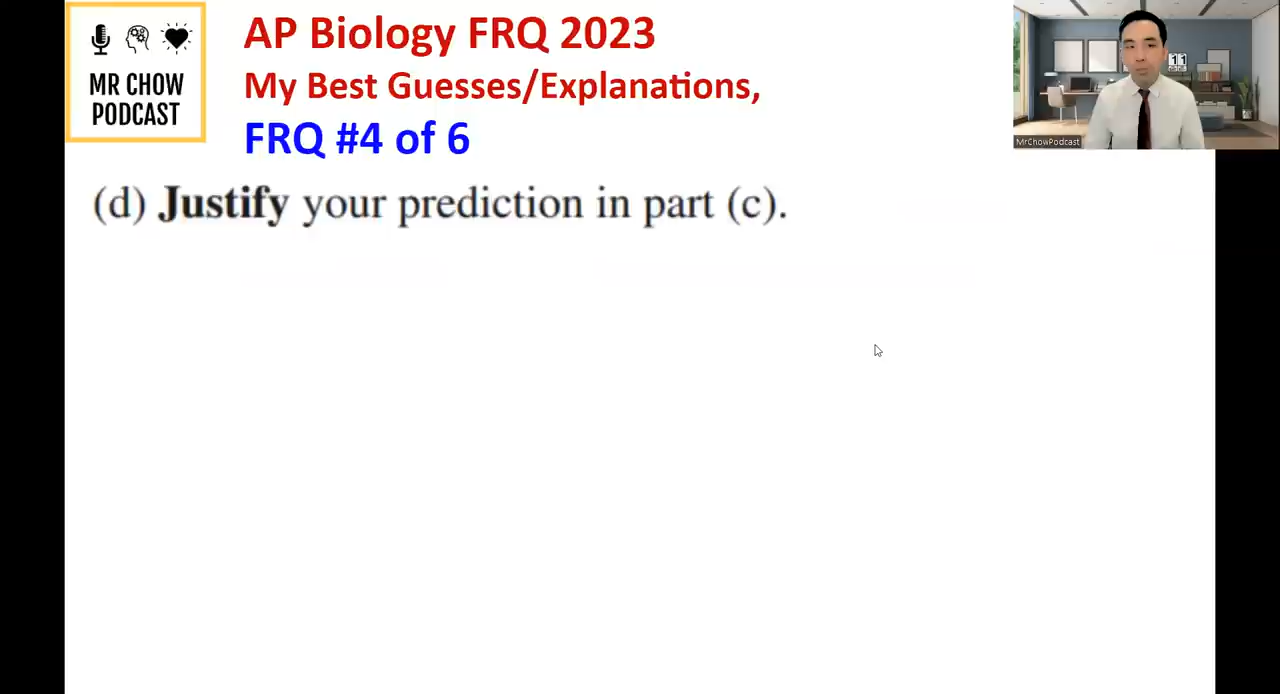 MR CHOW
PODCAST
AP Biology FRQ 2023
My Best Guesses/Explanations,
FRQ #4 of 6
11
MrChowPodcast
(d) Justify your prediction in part (c).